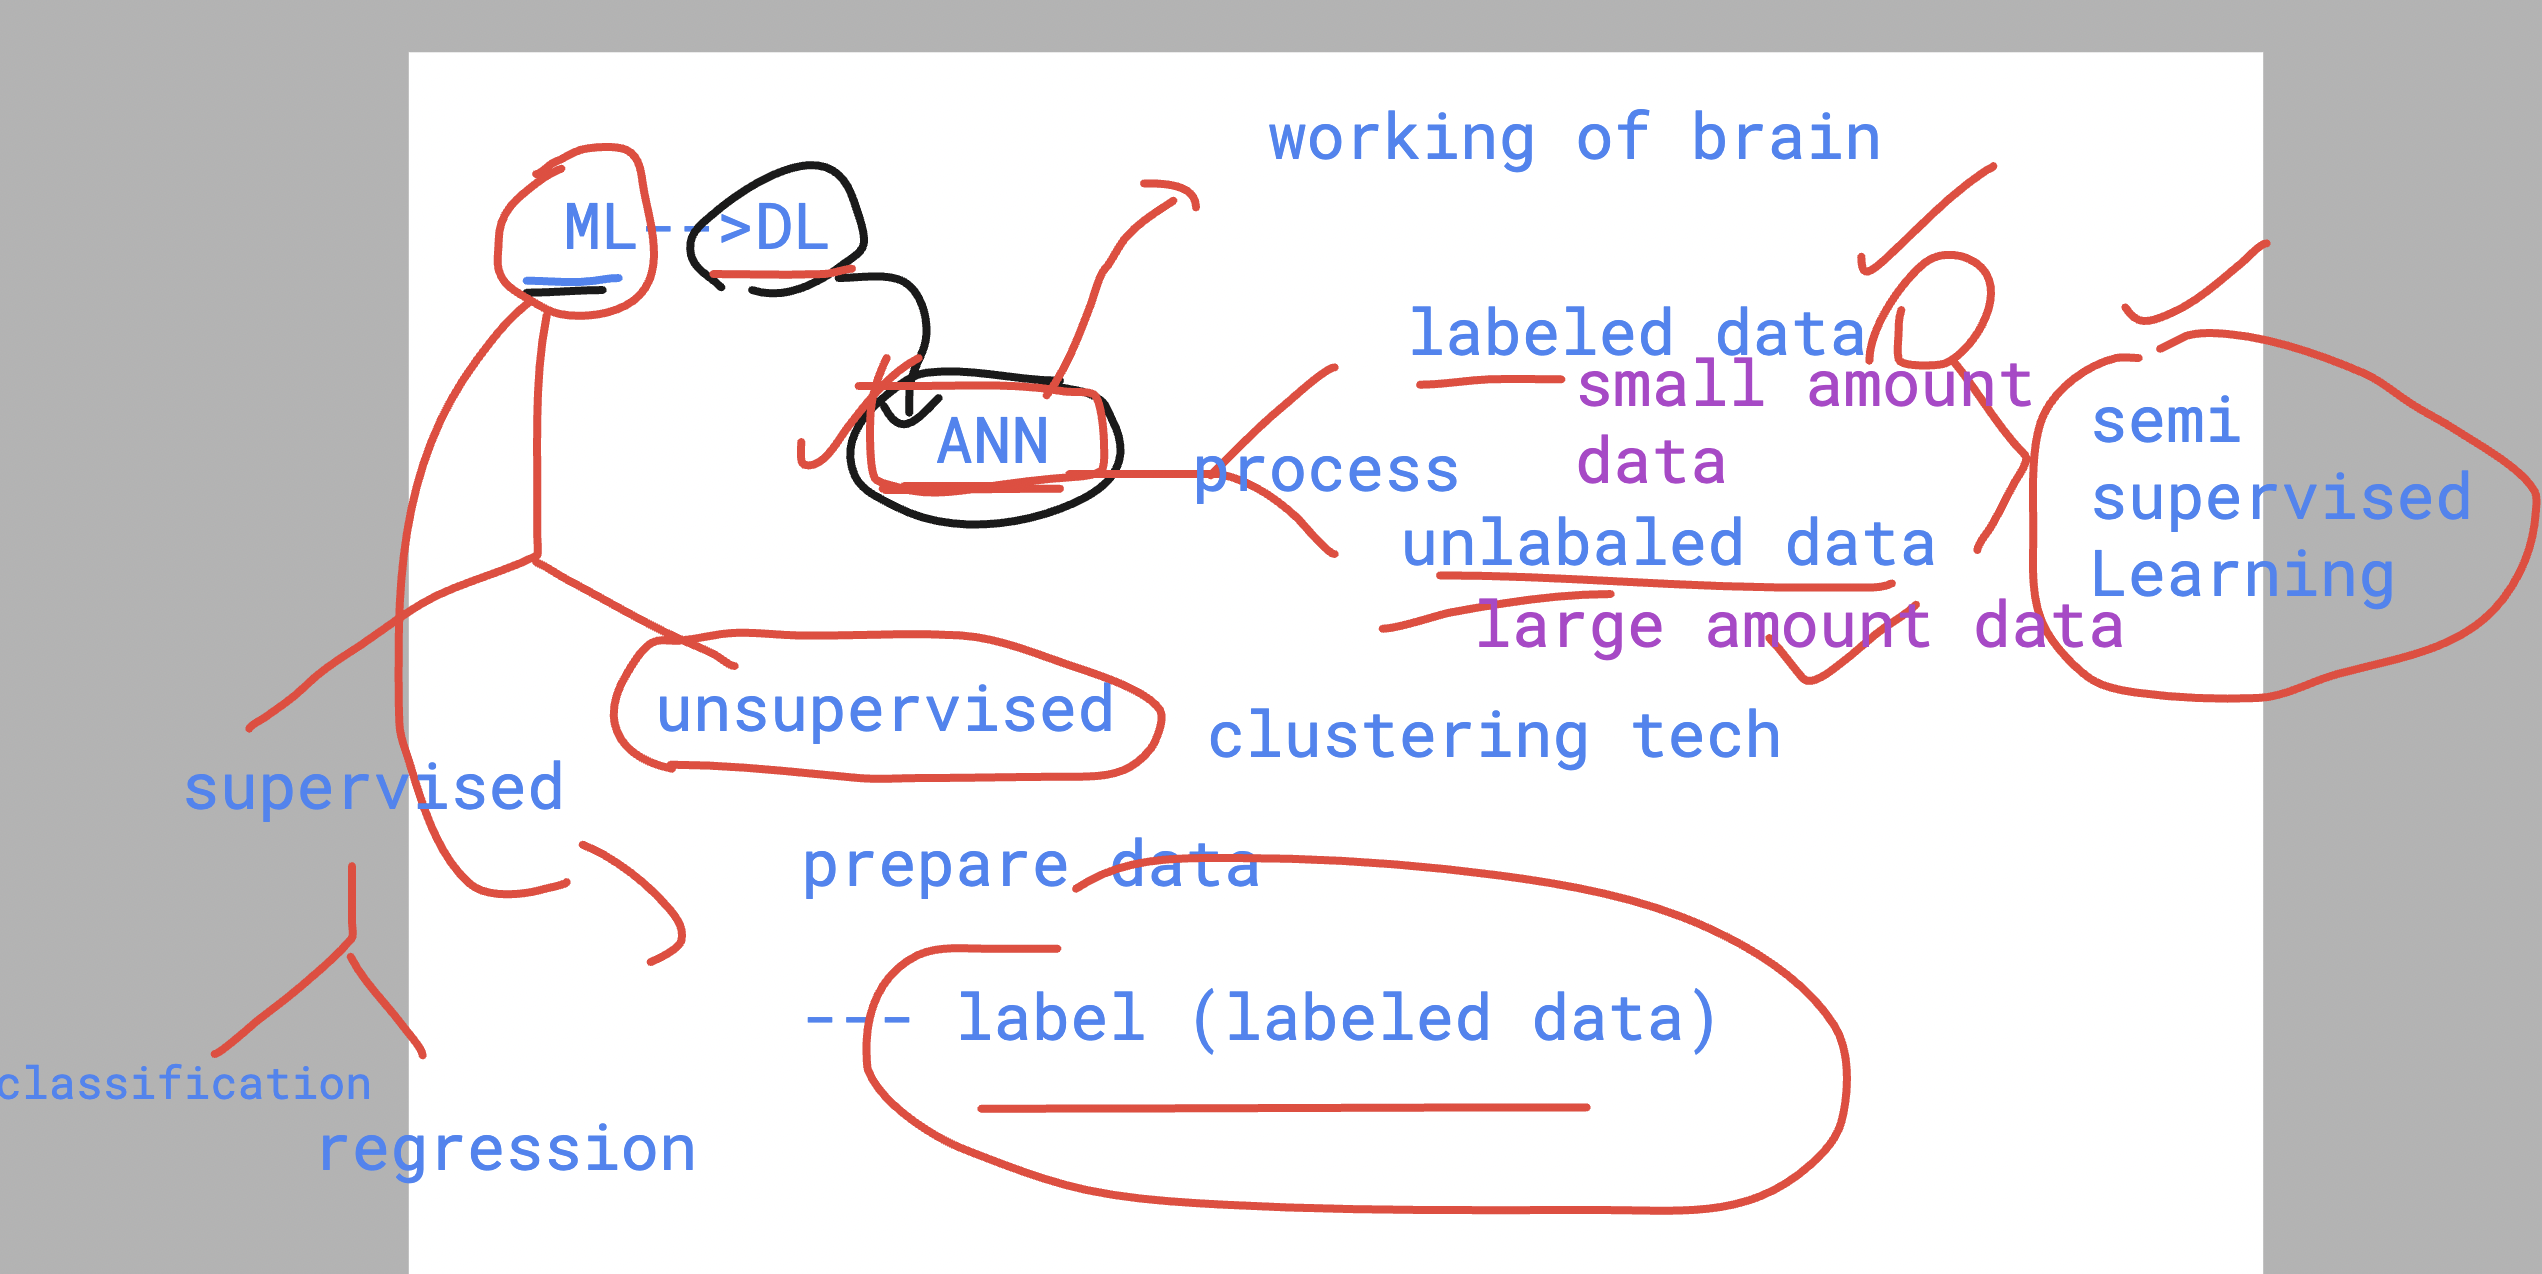 working of brain
ML-->DL
labeled data
small amount
data
ANN
process
semi
supervised
Learning
unlabaled data
large amount data
unsupervised
clustering tech
supervised
prepare data
--- label (labeled data)
classification
regression